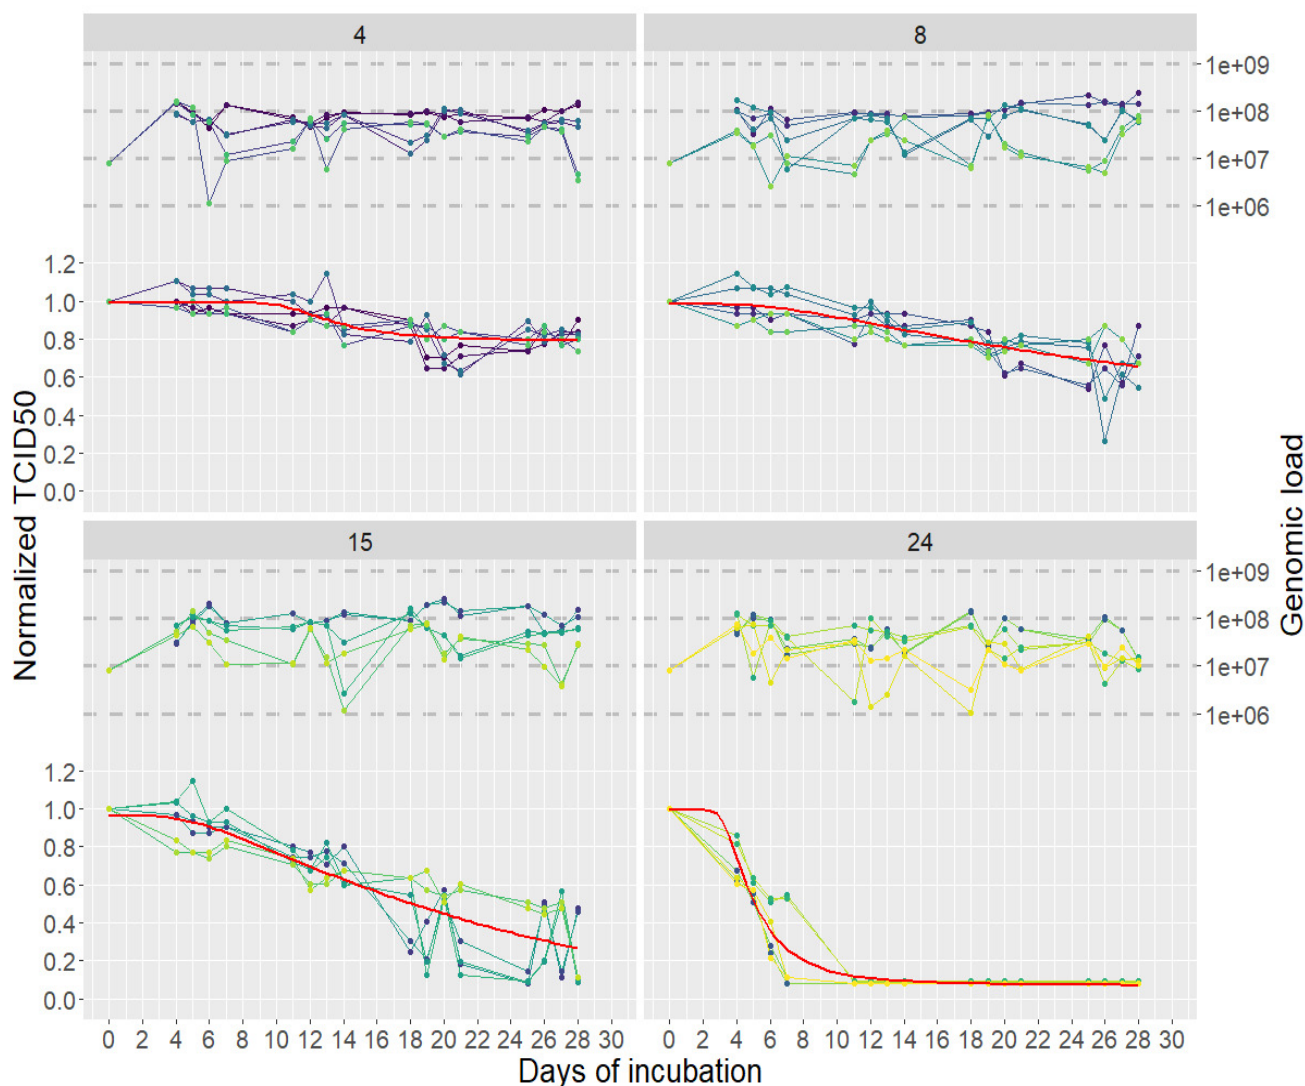 4
8
1e+09
1e+08
1e+07
1e+06
1.2
1.0
0.8
0.6
0.4
0.2
0.0
15
24
1e+09
1e+08
1e+07
1e+06
1.2
1.0
0.8
0.6
0.4
0.2
0.0
Normalized TCID50
Genomic load
0 2 4 6 8 10 12 14 16 18 20 22 24 26 28 30
0 2 4 6 8 10 12 14 16 18 20 22 24 26 28 30
Days of incubation